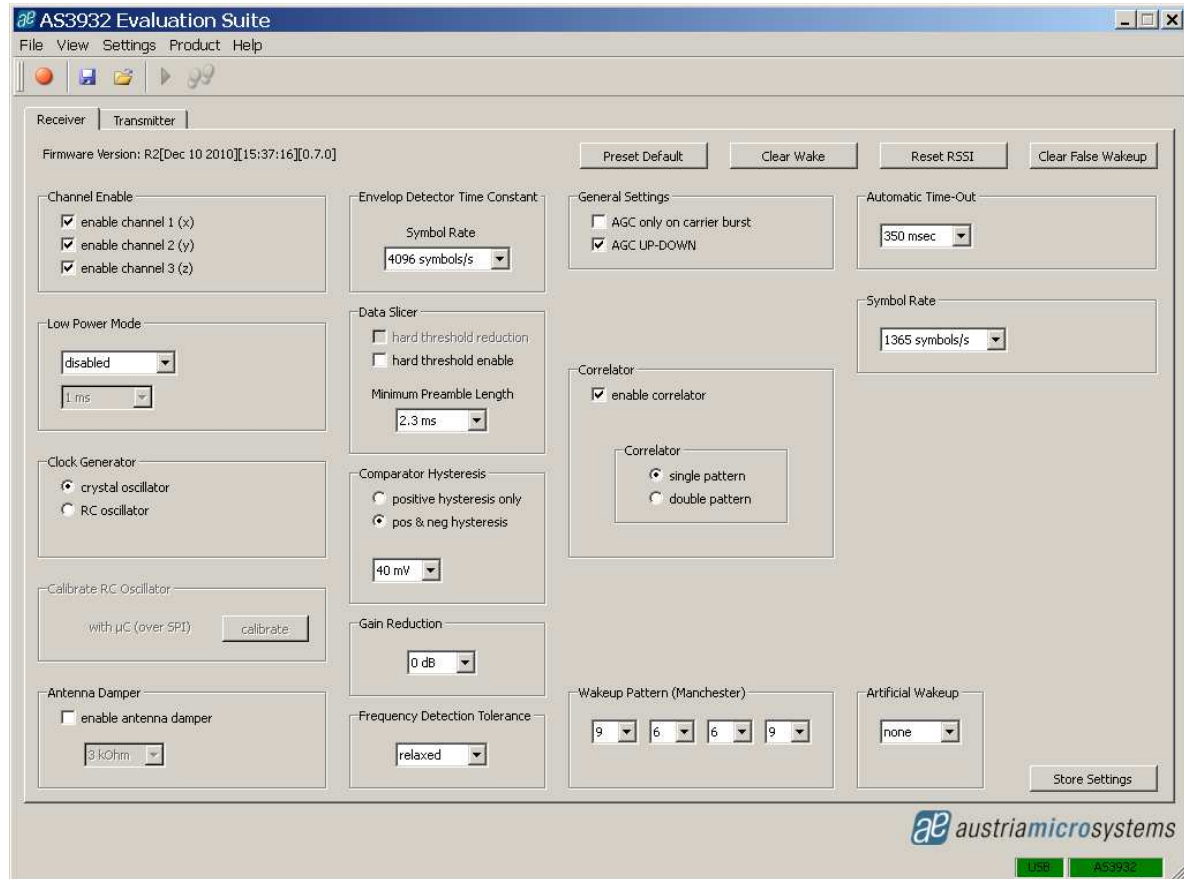 AS3932 Evaluation Suite
File View Settings Product Help
Receiver
Transmitter
Firmware Version: R2[Dec 10 2010][15:37:16][0.7.0]
Preset Default
Clear Wake
Reset RSSI
Clear False Wakeup
Channel Enable
enable channel 1 (x)
enable channel 2 (y)
enable channel 3 (z)
Low Power Mode
disabled
1 ms
Clock Generator
crystal oscillator
RC oscillator
Calibrate RC Oscillator
with µC (over SPI)
calibrate
Antenna Damper
enable antenna damper
3 kOhm
Envelop Detector Time Constant
Symbol Rate
4096 symbols/s
Data Slicer
hard threshold reduction
hard threshold enable
Minimum Preamble Length
2.3 ms
Comparator Hysteresis
positive hysteresis only
pos & neg hysteresis
40 mV
Gain Reduction
0 dB
Frequency Detection Tolerance
relaxed
General Settings
AGC only on carrier burst
AGC UP-DOWN
Correlator
enable correlator
Correlator
single pattern
double pattern
Wakeup Pattern (Manchester)
9 6 6 9
Automatic Time-Out
350 msec
Symbol Rate
1365 symbols/s
Artificial Wakeup
none
Store Settings
austriamicrosystems
USB
AS3932